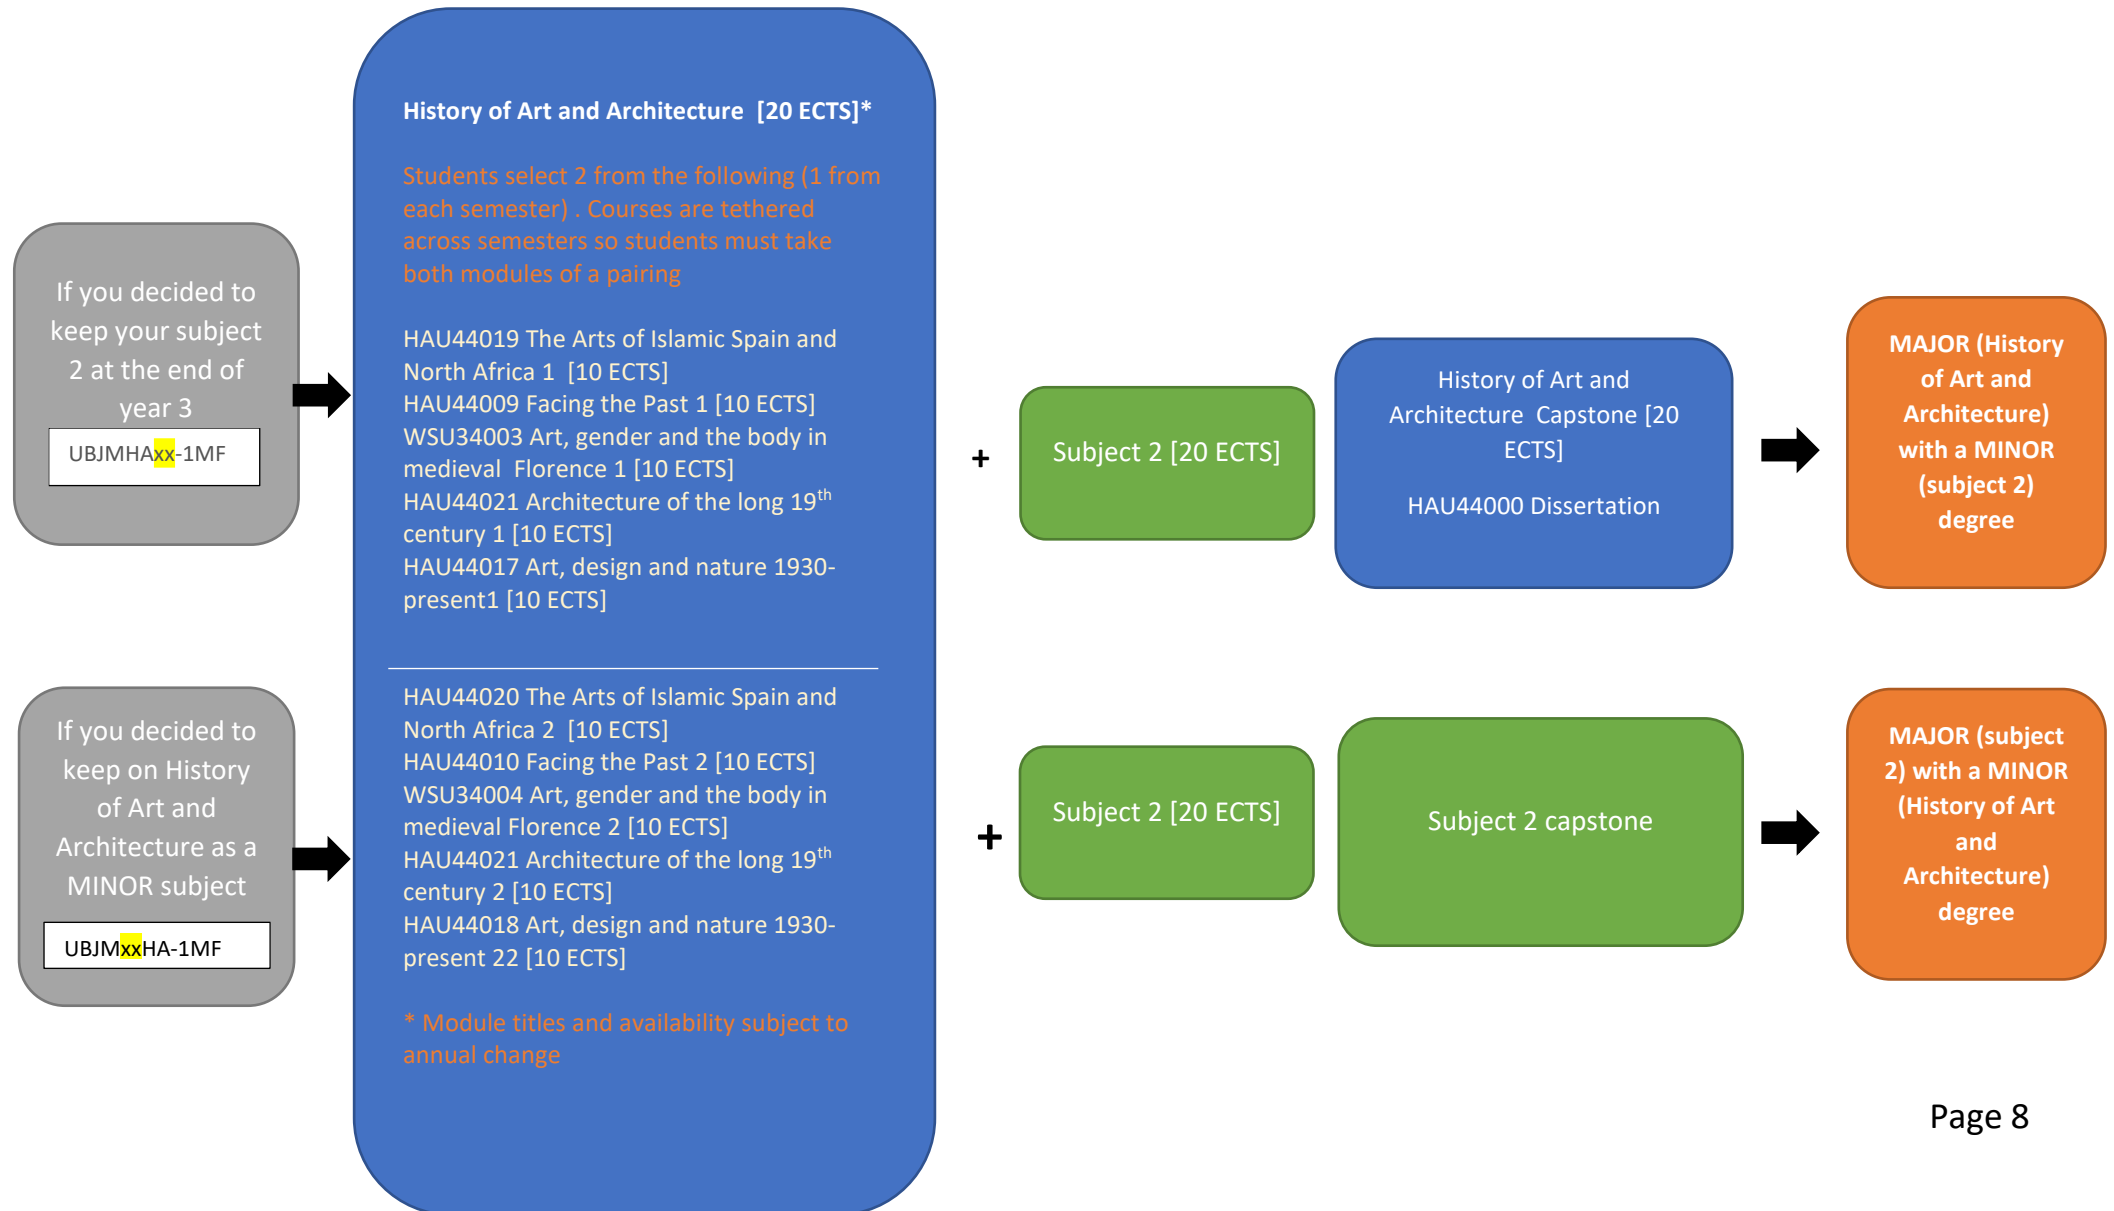 If you decided to
keep your subject
2 at the end of
year 3
UBJMHAxx-1MF
If you decided to
keep on History
of Art and
Architecture as a
MINOR subject
UBJMxxHA-1MF
History of Art and Architecture  [20 ECTS]*
Students select 2 from the following (1 from
each semester) . Courses are tethered
across semesters so students must take
both modules of a pairing
HAU44019 The Arts of Islamic Spain and
North Africa 1  [10 ECTS]
HAU44009 Facing the Past 1 [10 ECTS]
WSU34003 Art, gender and the body in
medieval  Florence 1 [10 ECTS]
HAU44021 Architecture of the long 19th
century 1 [10 ECTS]
HAU44017 Art, design and nature 1930-
present1 [10 ECTS]
HAU44020 The Arts of Islamic Spain and
North Africa 2  [10 ECTS]
HAU44010 Facing the Past 2 [10 ECTS]
WSU34004 Art, gender and the body in
medieval Florence 2 [10 ECTS]
HAU44021 Architecture of the long 19th
century 2 [10 ECTS]
HAU44018 Art, design and nature 1930-
present 22 [10 ECTS]
* Module titles and availability subject to
annual change
+
Subject 2 [20 ECTS]
History of Art and
Architecture  Capstone [20
ECTS]
HAU44000 Dissertation
MAJOR (History
of Art and
Architecture)
with a MINOR
(subject 2)
degree
+
Subject 2 [20 ECTS]
Subject 2 capstone
MAJOR (subject
2) with a MINOR
(History of Art
and
Architecture)
degree
Page 8